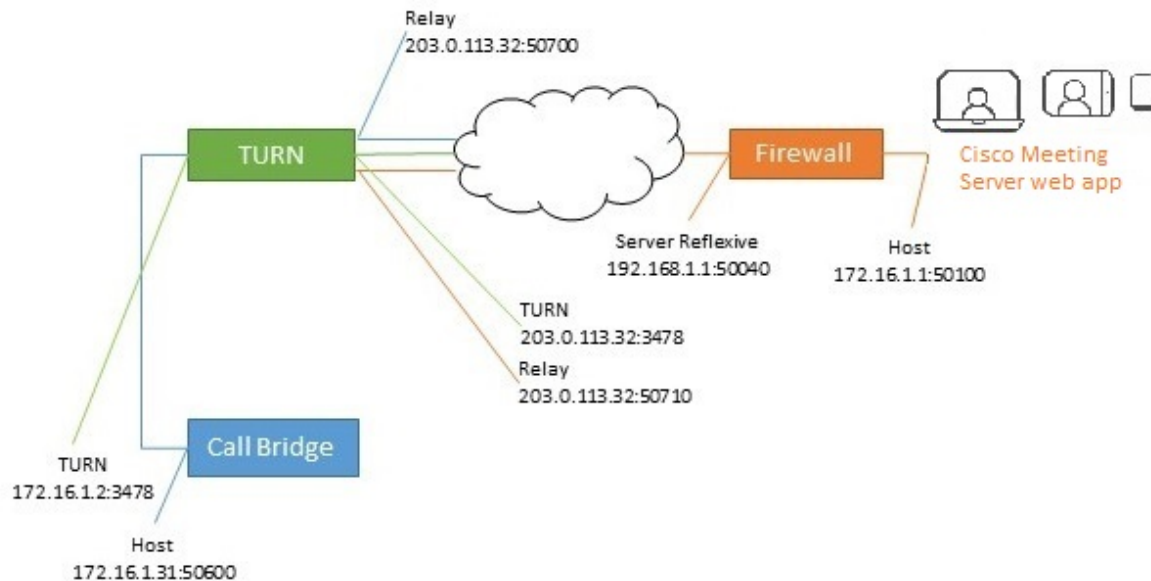 Relay
203.0.113.32:50700
TURN
Firewall
Cisco Meeting
Server web app
Server Reflexive
192.168.1.1:50040
Host
172.16.1.1:50100
TURN
203.0.113.32:3478
Relay
203.0.113.32:50710
Call Bridge
TURN
172.16.1.2:3478
Host
172.16.1.31:50600